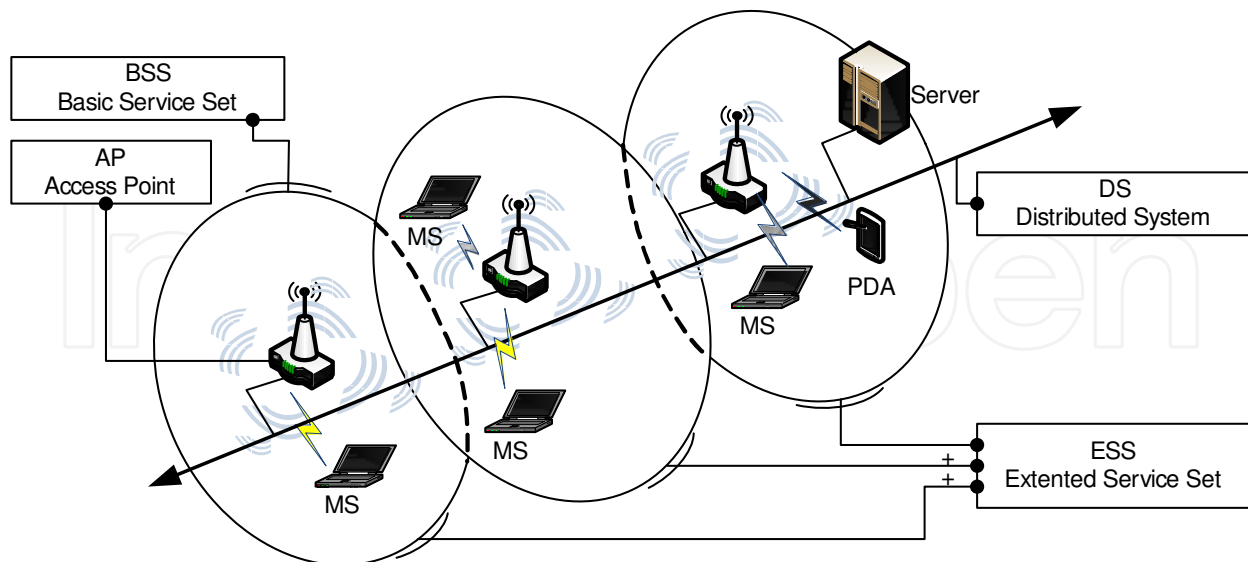 BSS
Basic Service Set
AP
Access Point
Server
DS
Distributed System
MS
PDA
MS
MS
MS
+
+
ESS
Extented Service Set